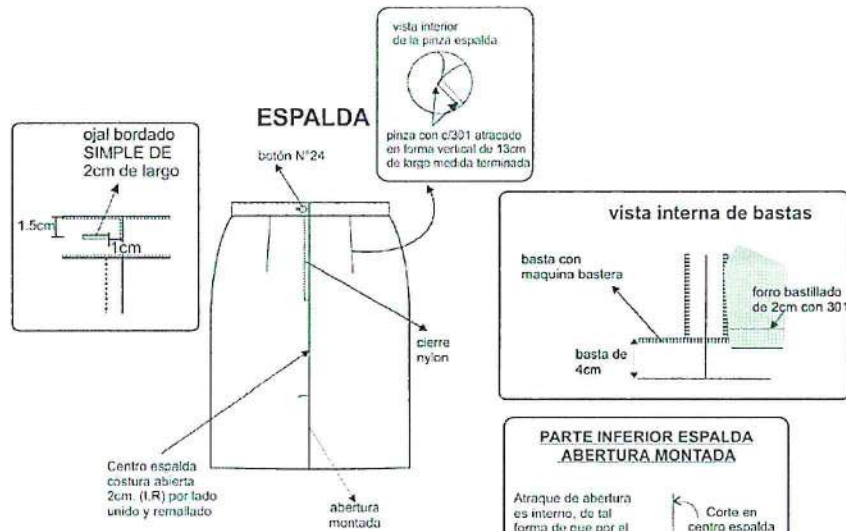 vista interior
de la pinza espalda
pinza con c/301 atracado
en forma vertical de 13cm
de largo medida terminada
ESPALDA
botón N°24
ojal bordado
SIMPLE DE
2cm de largo
1.5cm
1cm
cierre
nylon
Centro espalda
costura abierta
2cm. (I.R) por lado
unido y remallado
abertura
montada
vista interna de bastas
basta con
maquina bastera
forro bastillado
de 2cm con 301
basta de
4cm
PARTE INFERIOR ESPALDA
ABERTURA MONTADA
Atraque de abertura
es interno, de tal
forma de que por el
Corte en
centro espalda